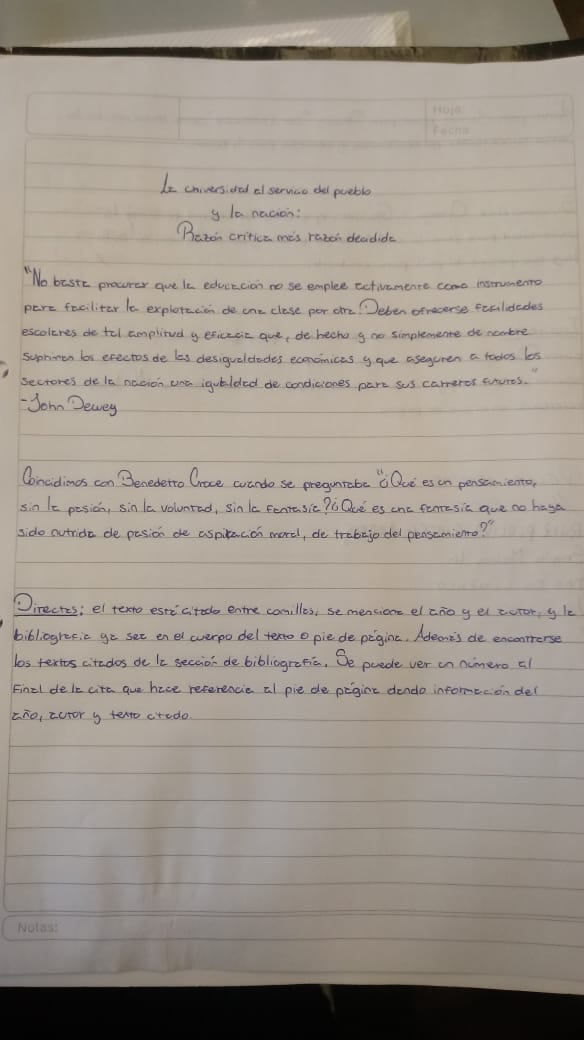 Hoja:
Fecha
La universidad al servicio del pueblo
y la nación:
Razón crítica más razón decidida
"No basta procurar que la educación no se emplee activamente como instrumento
para facilitar la explotación de una clase por otra. Deben ofrecerse facilidades
escolares de tal amplitud y eficacia que, de hecho y no simplemente de nombre
suprimen los efectos de las desigualdades económicas y que aseguren a todos los
sectores de la nación una igualdad de condiciones para sus carreras futuras."
-John Dewey
Coincidimos con Benedetto Croce cuando se preguntaba "¿Qué es un pensamiento,
sin la pasión, sin la voluntad, sin la fantasía? ¿Qué es una fantasía que no haya
sido nutrida de pasión de aspiración moral, de trabajo del pensamiento?"
Directas: el texto está citado entre comillas, se menciona el año y el autor, y la
bibliografía ya sea en el cuerpo del texto o pie de página. Además de encontrarse
los textos citados de la sección de bibliografía. Se puede ver un número al
final de la cita que hace referencia al pie de página dando información del
año, autor y texto citado.
Notas: